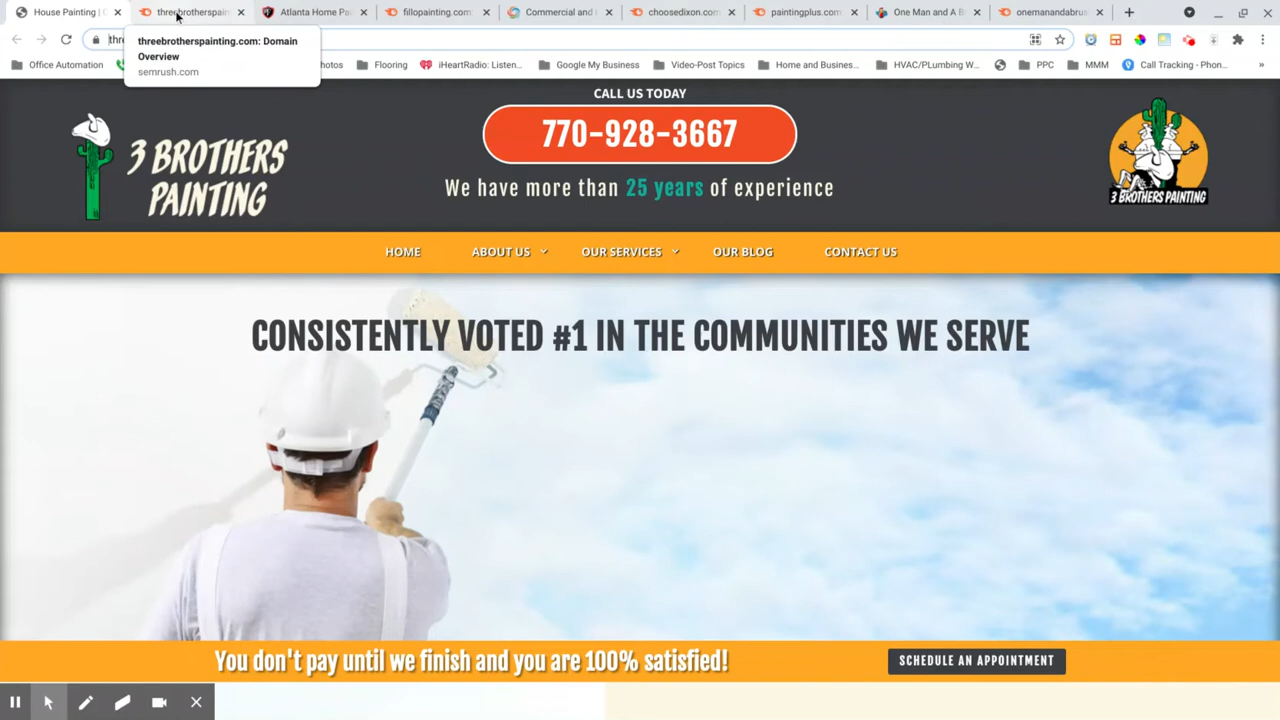 House Painting |
threebrotherspain
Atlanta Home Pa
fillopainting.com
Commercial and
choosedixon.com
paintingplus.com
One Man and A B
onemanandabrus
threebrotherspainting.com: Domain
Overview
semrush.com
Office Automation
hotos
Flooring
iHeartRadio: Listen...
Google My Business
Video-Post Topics
Home and Busines...
HVAC/PLumbing W...
PPC
MMM
Call Tracking - Phon...
»
CALL US TODAY
770-928-3667
We have more than 25 years of experience
3 BROTHERS
PAINTING
3 BROTHERS PAINTING
HOME
ABOUT US
OUR SERVICES
OUR BLOG
CONTACT US
CONSISTENTLY VOTED #1 IN THE COMMUNITIES WE SERVE
You don't pay until we finish and you are 100% satisfied!
SCHEDULE AN APPOINTMENT